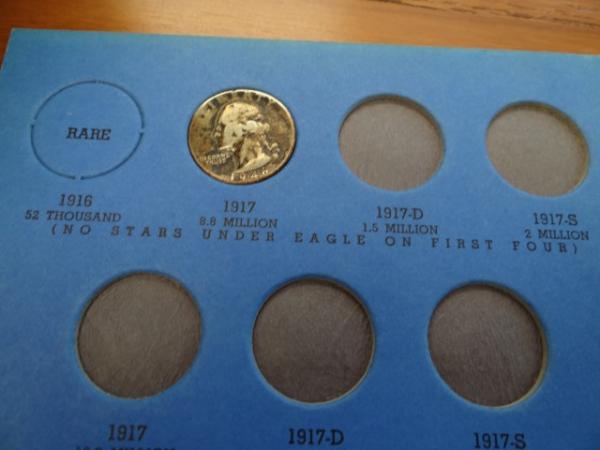 RARE
LIBERTY
1916 1917 1917-D 1917-S
52 THOUSAND 8.8 MILLION 1.5 MILLION 2 MILLION
(NO STARS UNDER EAGLE ON FIRST FOUR)
1917 1917-D 1917-S